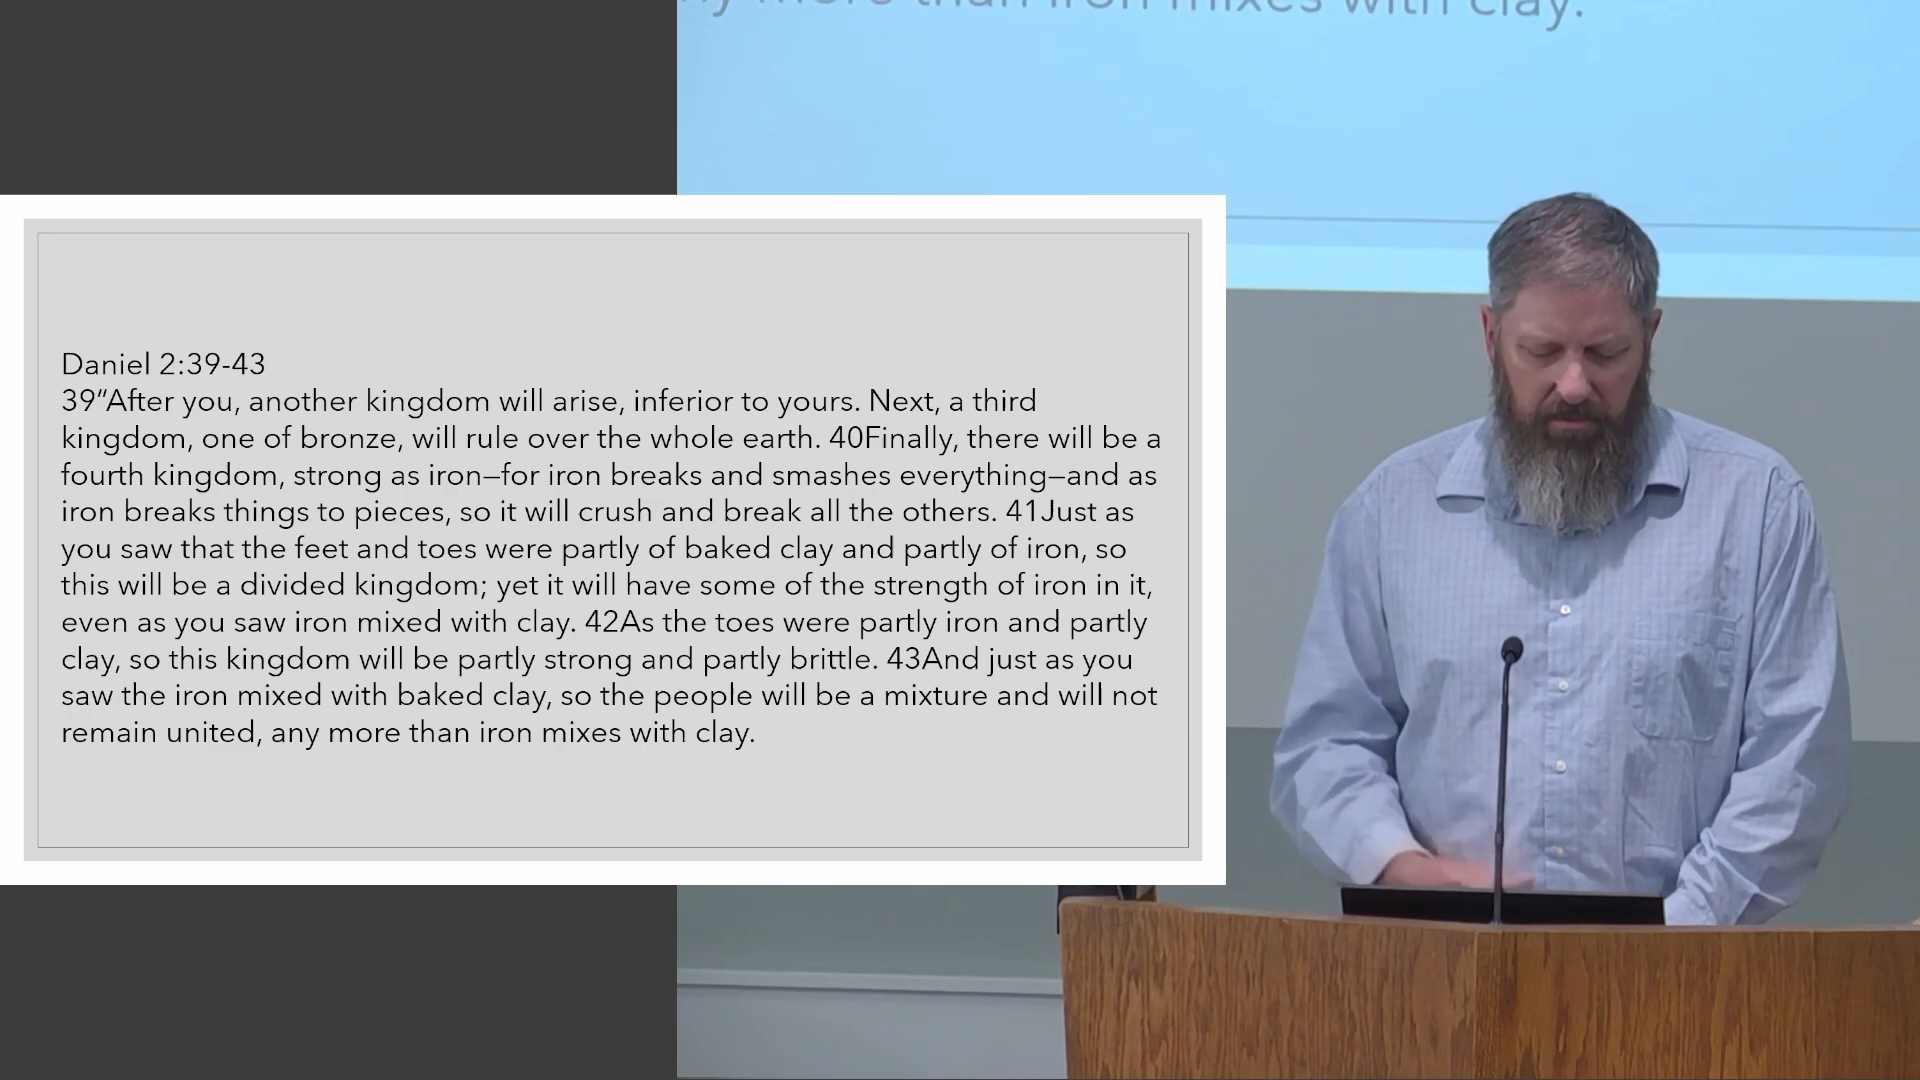 ny more than iron mixes with clay.
Daniel 2:39-43
39“After you, another kingdom will arise, inferior to yours. Next, a third
kingdom, one of bronze, will rule over the whole earth. 40Finally, there will be a
fourth kingdom, strong as iron—for iron breaks and smashes everything—and as
iron breaks things to pieces, so it will crush and break all the others. 41Just as
you saw that the feet and toes were partly of baked clay and partly of iron, so
this will be a divided kingdom; yet it will have some of the strength of iron in it,
even as you saw iron mixed with clay. 42As the toes were partly iron and partly
clay, so this kingdom will be partly strong and partly brittle. 43And just as you
saw the iron mixed with baked clay, so the people will be a mixture and will not
remain united, any more than iron mixes with clay.